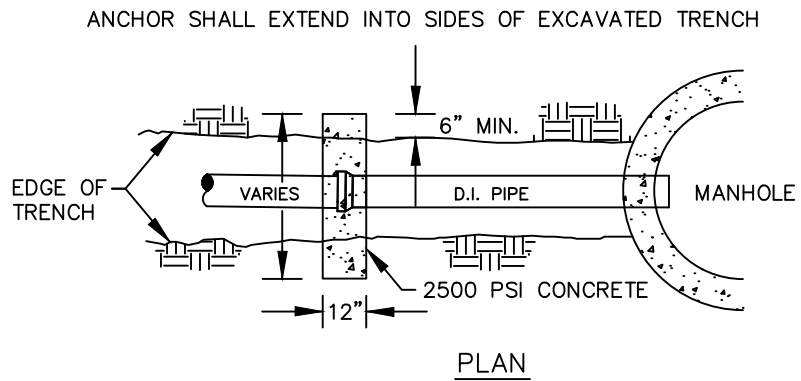 ANCHOR SHALL EXTEND INTO SIDES OF EXCAVATED TRENCH
6" MIN.
EDGE OF
TRENCH
VARIES
D.I. PIPE
MANHOLE
2500 PSI CONCRETE
12"
PLAN